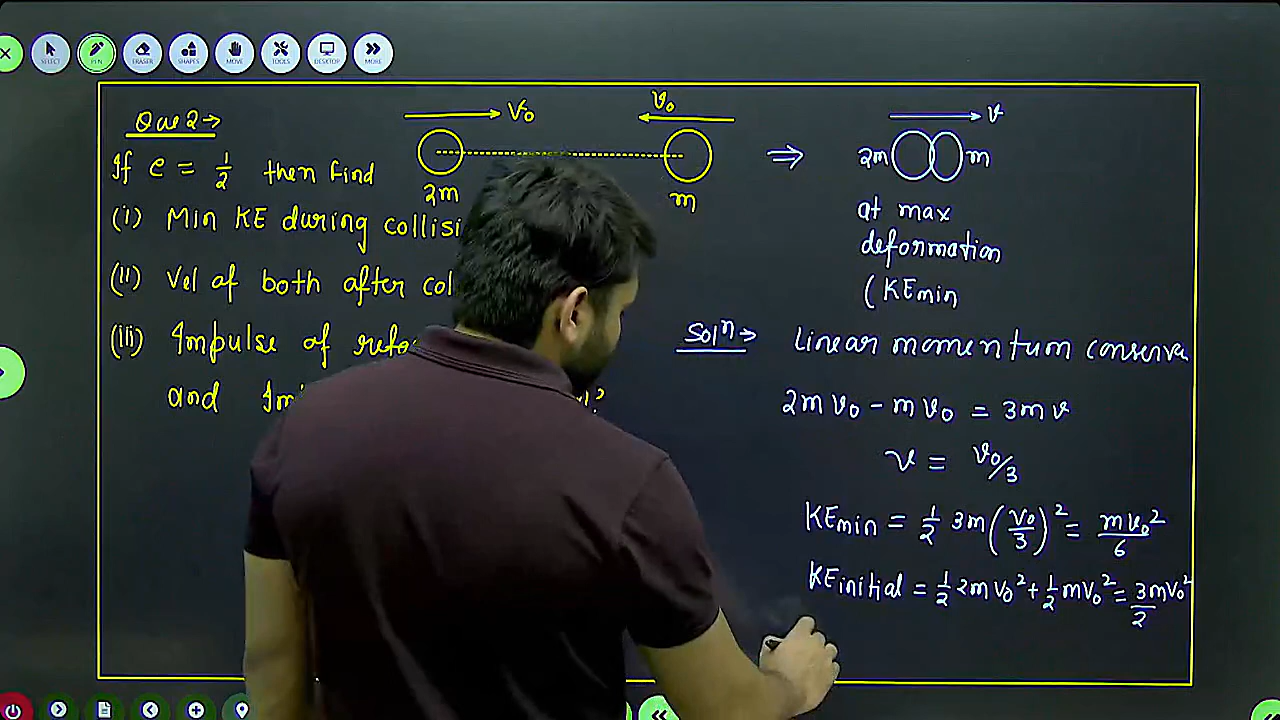 SELECT PEN ERASER SHAPES MOVE TOOLS DESKTOP MORE
Que 2→
If e = 1/2 then find
(i) Min KE during collisi
(ii) Vel of both after col
(iii) Impulse of
and
v₀
v₀
2m
m
⇒
v
2m
m
at max
deformation
(KEmin
Solⁿ→ Linear momentum conserve
2mv₀ - mv₀ = 3mv
v = v₀/3
KEmin = 1/2 3m(v₀/3)² = mv₀²/6
KEinitial = 1/2 2mv₀² + 1/2 mv₀² = 3mv₀²/2